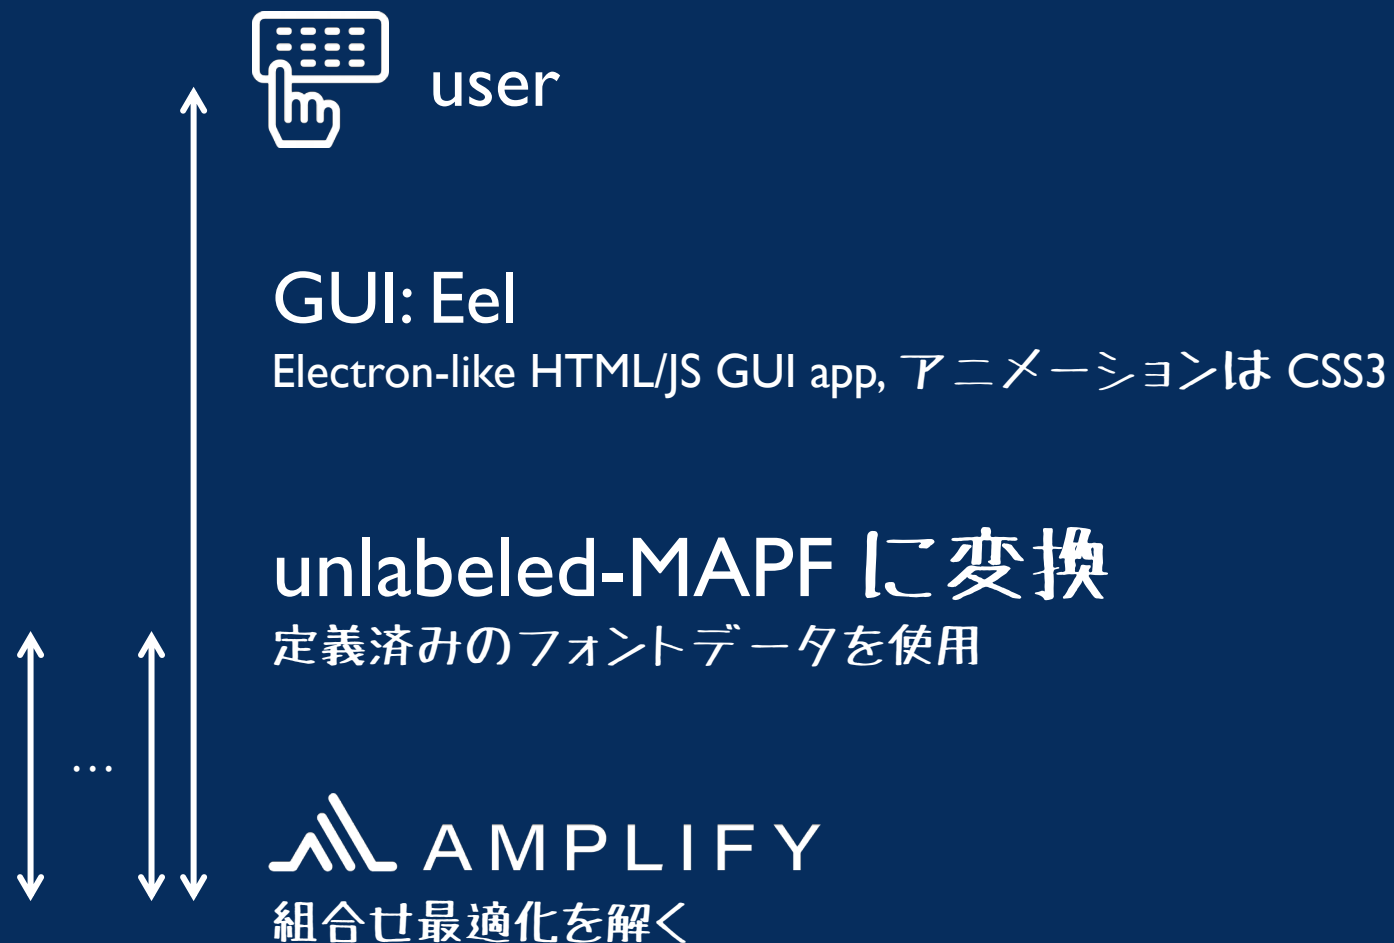 user
GUI: Eel
Electron-like HTML/JS GUI app, アニメーションは CSS3
unlabeled-MAPF に変換
定義済みのフォントデータを使用
…
AMPLIFY
組合せ最適化を解く